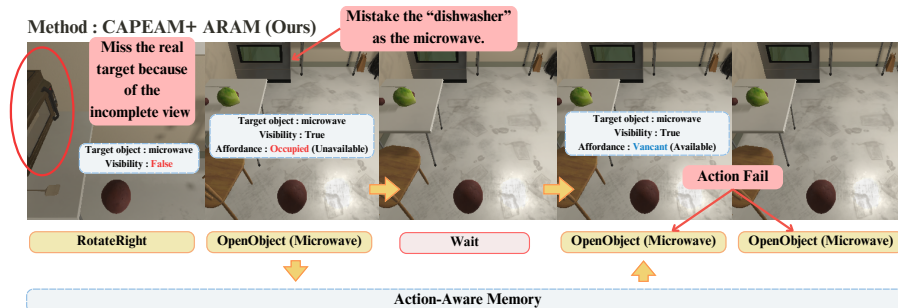 Method : CAPEAM+ ARAM (Ours)
Miss the real
target because
of the
incomplete view
Mistake the “dishwasher”
as the microwave.
Target object : microwave
Visibility : False
Target object : microwave
Visibility : True
Affordance : Occupied (Unavailable)
Target object : microwave
Visibility : True
Affordance : Vancant (Available)
Action Fail
RotateRight
OpenObject (Microwave)
Wait
OpenObject (Microwave)
OpenObject (Microwave)
Action-Aware Memory